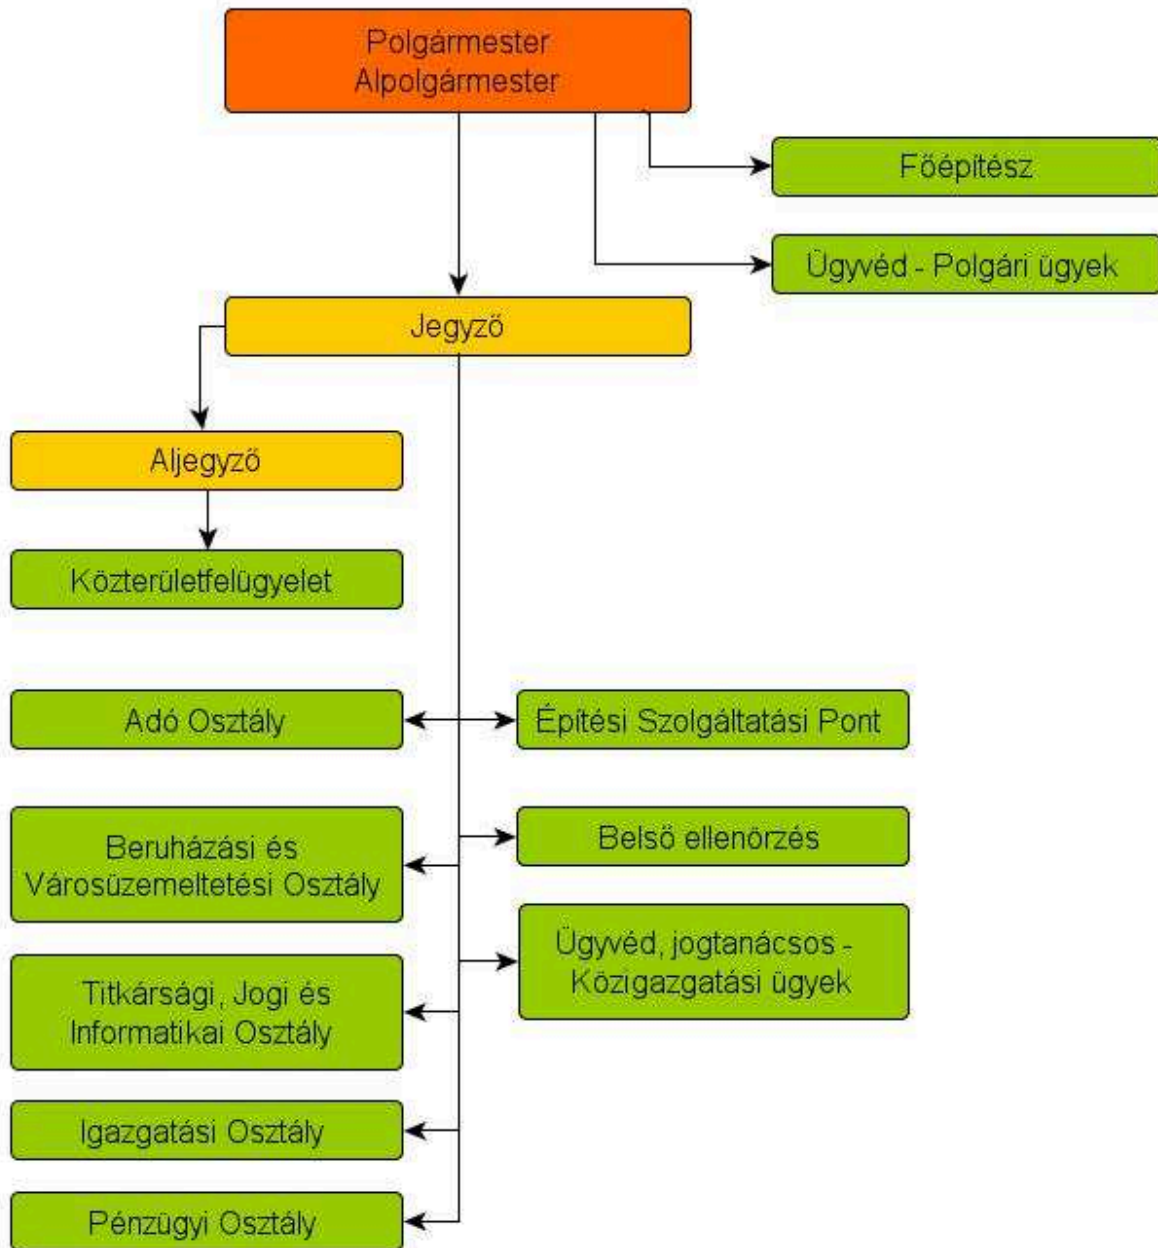 Polgármester
Alpolgármester
Főépítész
Ügyvéd - Polgári ügyek
Jegyző
Aljegyző
Közterületfelügyelet
Adó Osztály
Építési Szolgáltatási Pont
Beruházási és
Városüzemeltetési Osztály
Belső ellenőrzés
Ügyvéd, jogtanácsos -
Közigazgatási ügyek
Titkársági, Jogi és
Informatikai Osztály
Igazgatási Osztály
Pénzügyi Osztály